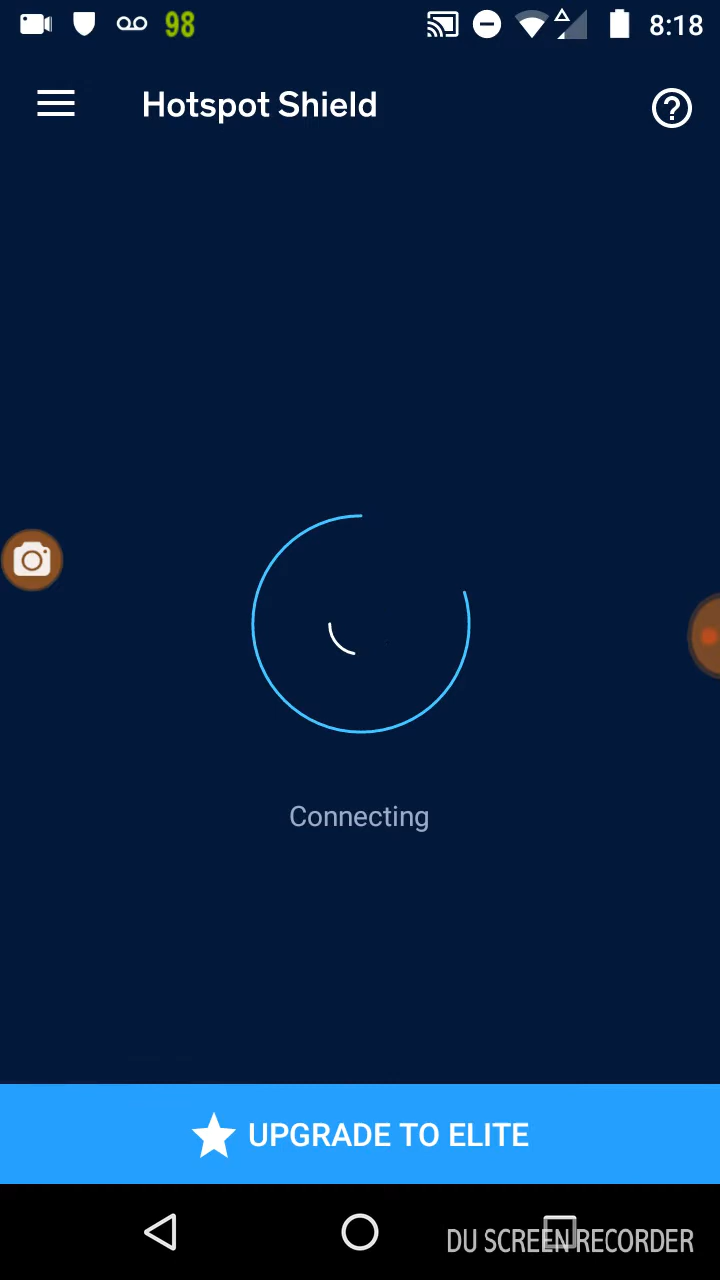 98
8:18
Hotspot Shield
Connecting
UPGRADE TO ELITE
DU SCREEN RECORDER